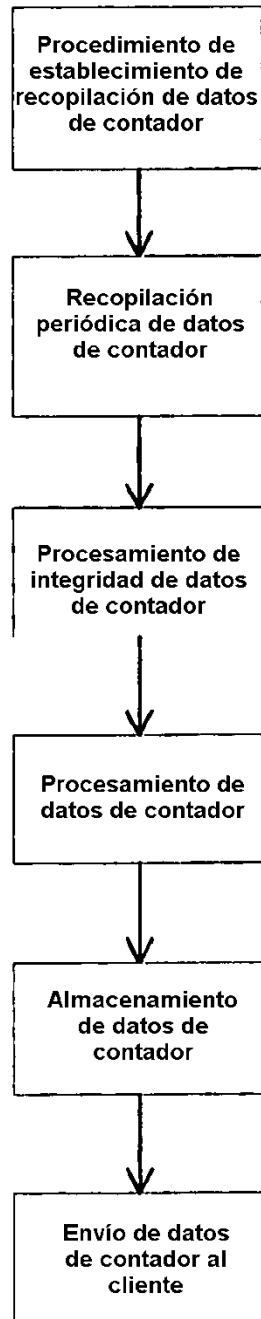 Procedimiento de
establecimiento de
recopilación de datos
de contador
Recopilación
periódica de datos
de contador
Procesamiento de
integridad de datos
de contador
Procesamiento de
datos de contador
Almacenamiento
de datos de
contador
Envío de datos
de contador al
cliente